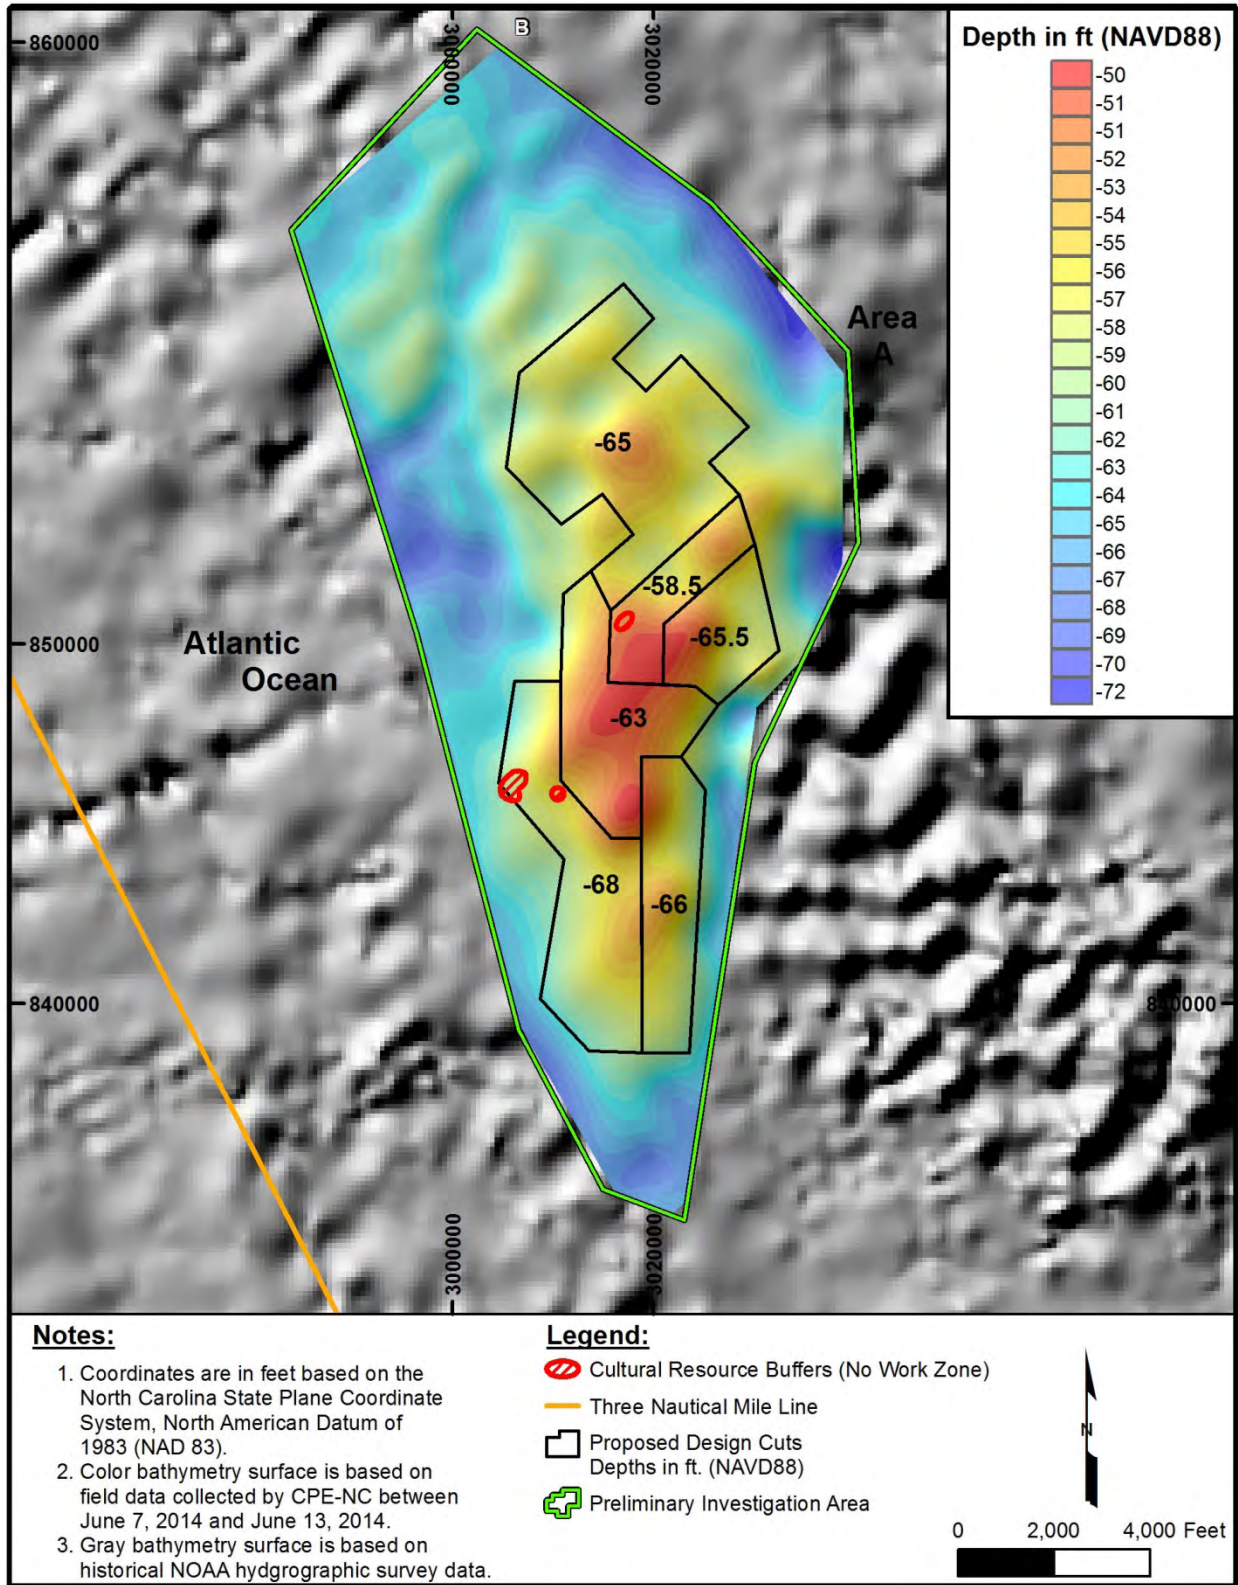 B
860000
3000000
3020000
Depth in ft (NAVD88)
-50
-51
-51
-52
-53
-54
-55
-56
-57
-58
-59
-60
-61
-62
-63
-64
-65
-66
-67
-68
-69
-70
-72
Area
A
-65
-58.5
-65.5
850000
Atlantic
Ocean
-63
-68
-66
840000
840000
3000000
3020000
Notes:
1. Coordinates are in feet based on the
North Carolina State Plane Coordinate
System, North American Datum of
1983 (NAD 83).
2. Color bathymetry surface is based on
field data collected by CPE-NC between
June 7, 2014 and June 13, 2014.
3. Gray bathymetry surface is based on
historical NOAA hydgrographic survey data.
Legend:
Cultural Resource Buffers (No Work Zone)
Three Nautical Mile Line
Proposed Design Cuts
Depths in ft. (NAVD88)
Preliminary Investigation Area
N
0 2,000 4,000 Feet